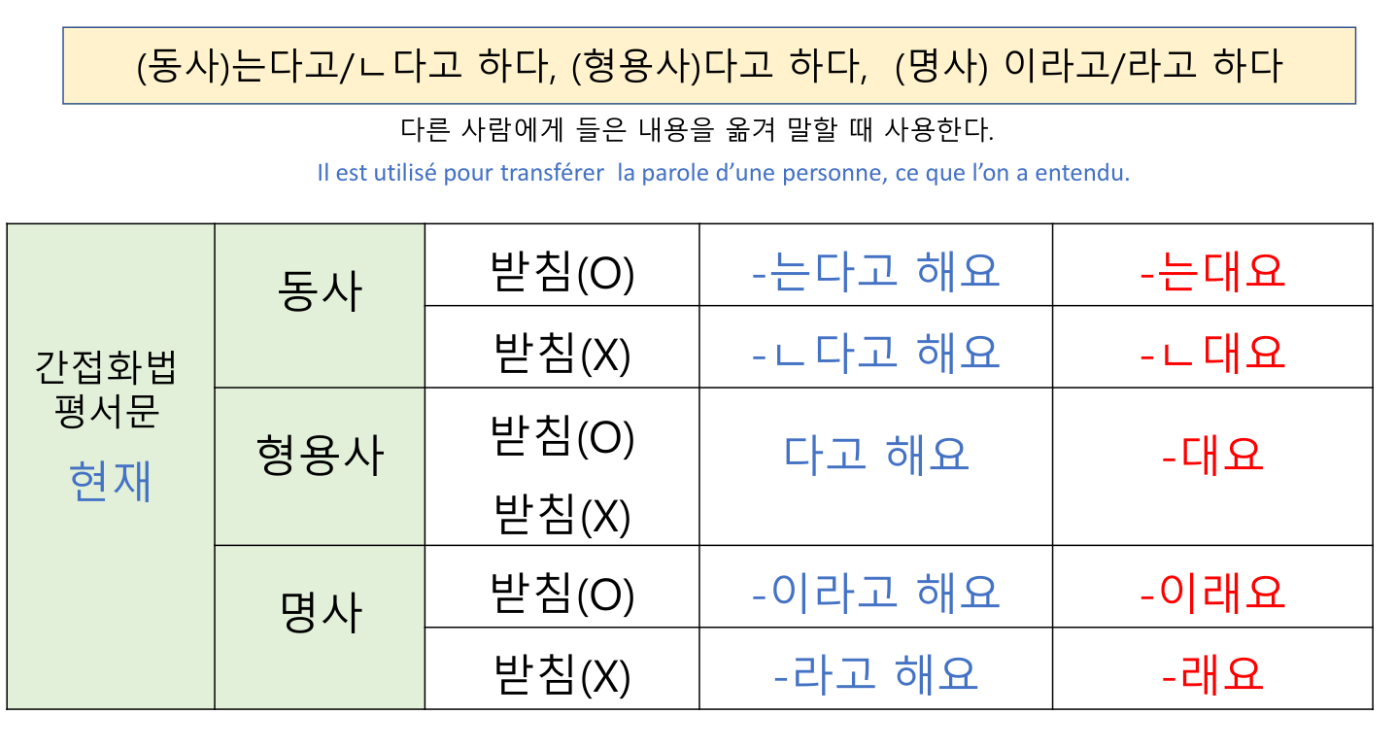 (동사)는다고/ㄴ다고 하다, (형용사)다고 하다,  (명사) 이라고/라고 하다
다른 사람에게 들은 내용을 옮겨 말할 때 사용한다.
Il est utilisé pour transférer  la parole d’une personne, ce que l’on a entendu.
간접화법
평서문
현재
동사
받침(O)
-는다고 해요
-는대요
받침(X)
-ㄴ다고 해요
-ㄴ대요
형용사
받침(O)
받침(X)
다고 해요
-대요
명사
받침(O)
-이라고 해요
-이래요
받침(X)
-라고 해요
-래요